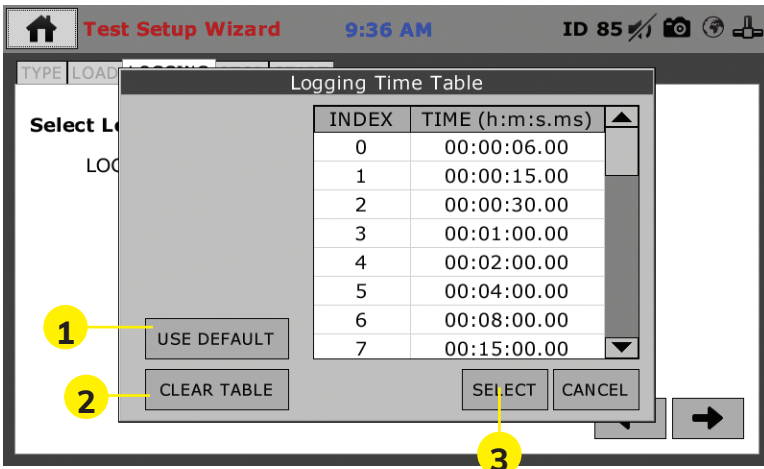 Test Setup Wizard 9:36 AM ID 85
TYPE LOAD
Logging Time Table
Select
LOG
INDEX TIME (h:m:s.ms)
0 00:00:06.00
1 00:00:15.00
2 00:00:30.00
3 00:01:00.00
4 00:02:00.00
5 00:04:00.00
6 00:08:00.00
7 00:15:00.00
1
USE DEFAULT
2
CLEAR TABLE
SELECT CANCEL
3